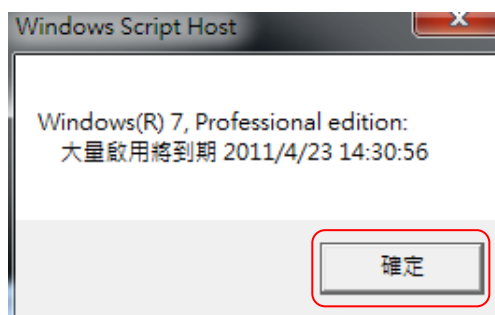 Windows Script Host
Windows(R) 7, Professional edition:
大量啟用將到期 2011/4/23 14:30:56
確定